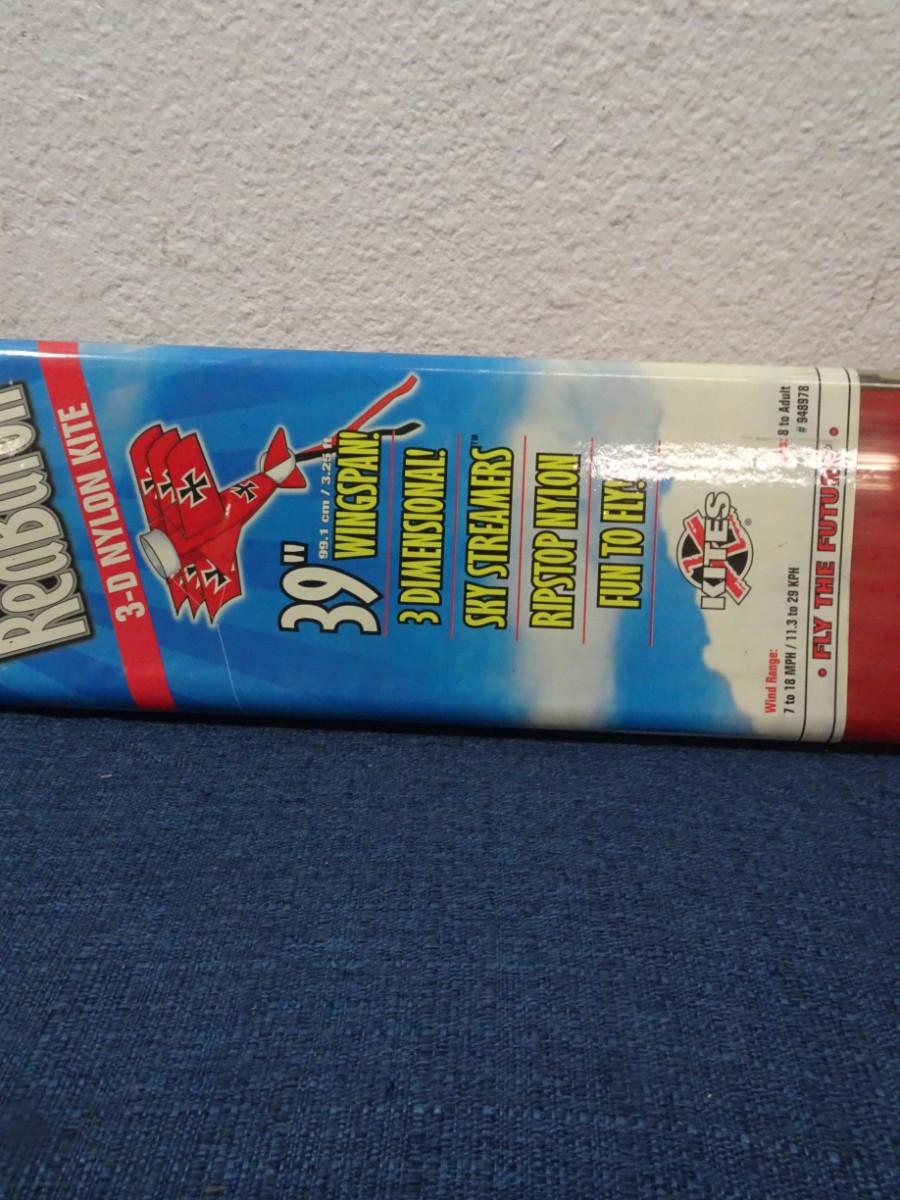 RedBaron
3-D NYLON KITE
39"
99.1 cm / 3.25 ft
WINGSPAN!
3 DIMENSIONAL!
SKY STREAMERS™
RIPSTOP NYLON
FUN TO FLY!
X
KITES®
Wind Range:
7 to 18 MPH / 11.3 to 29 KPH
8 to Adult
# 948978
• FLY THE FUTURE •